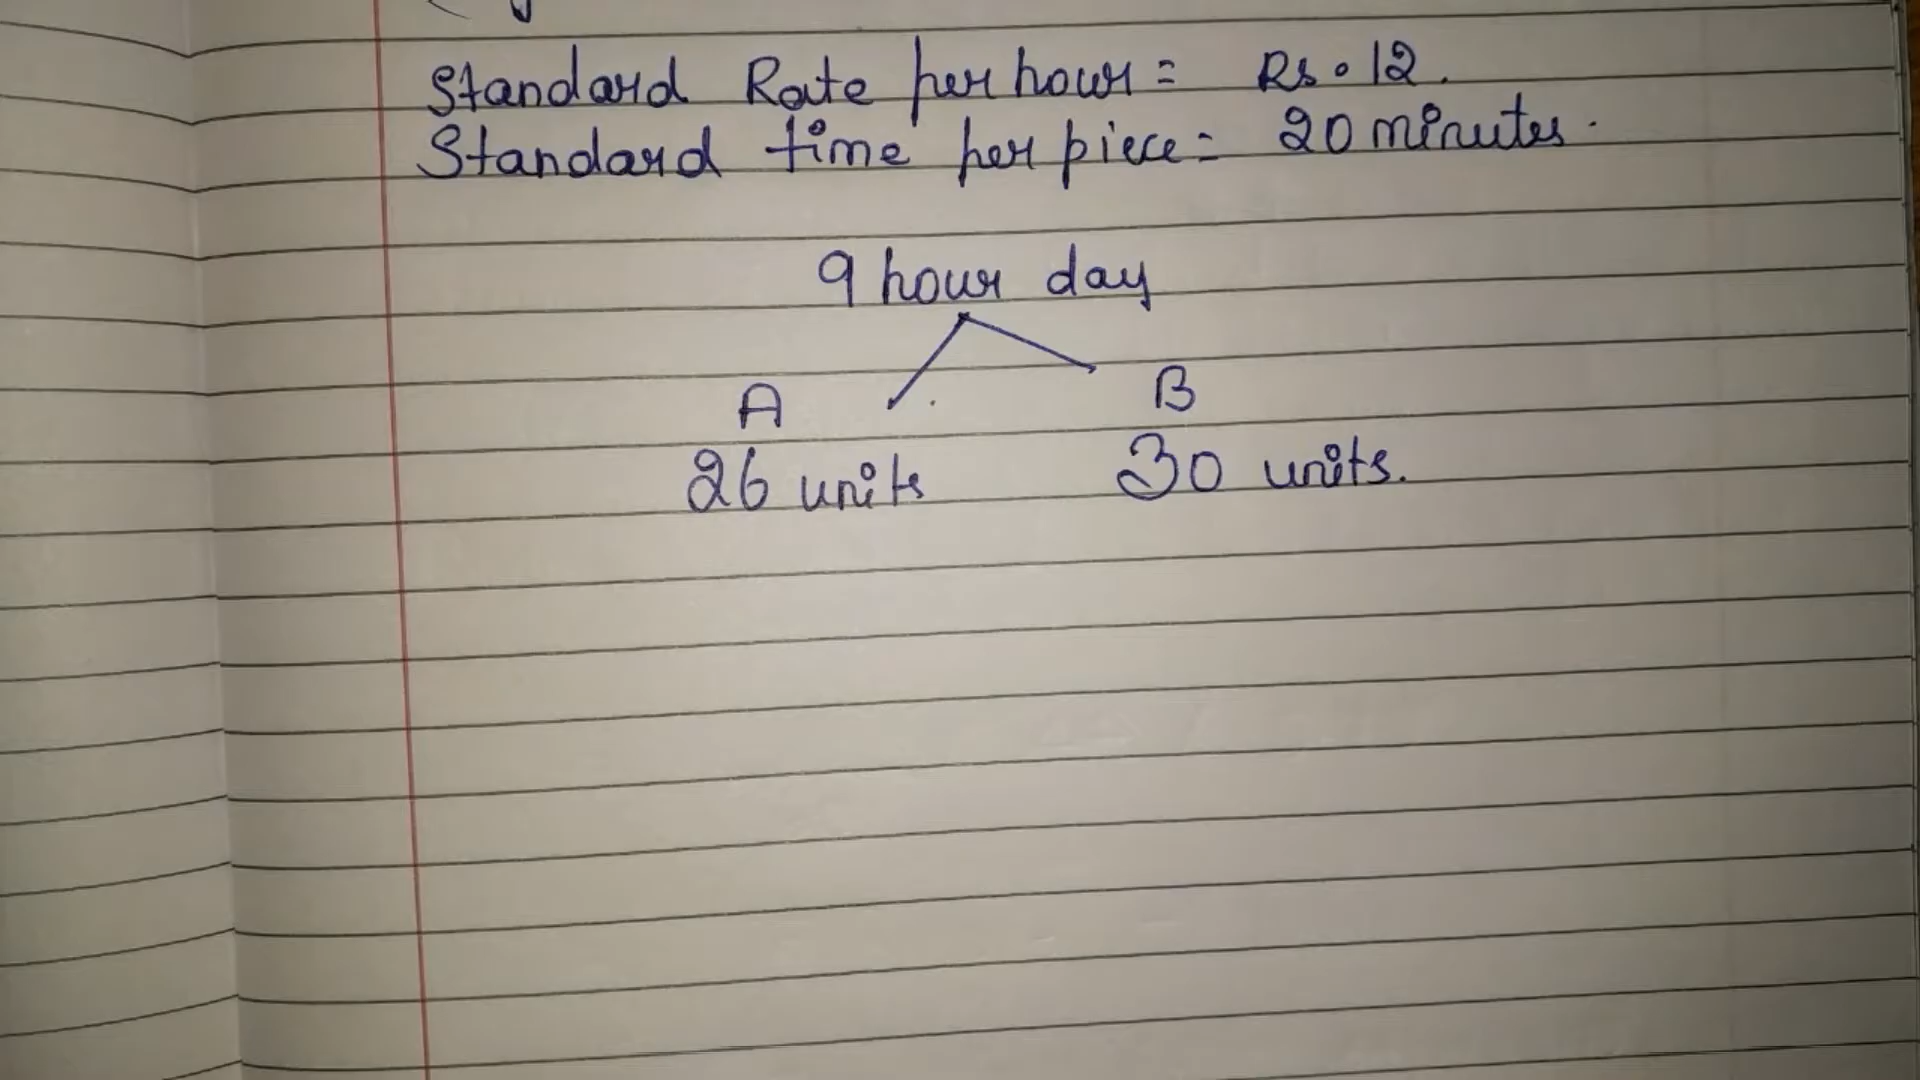 Standard Rate per hour = Rs. 12.
Standard time per piece = 20 minutes.
9 hour day
A B
26 units 30 units.